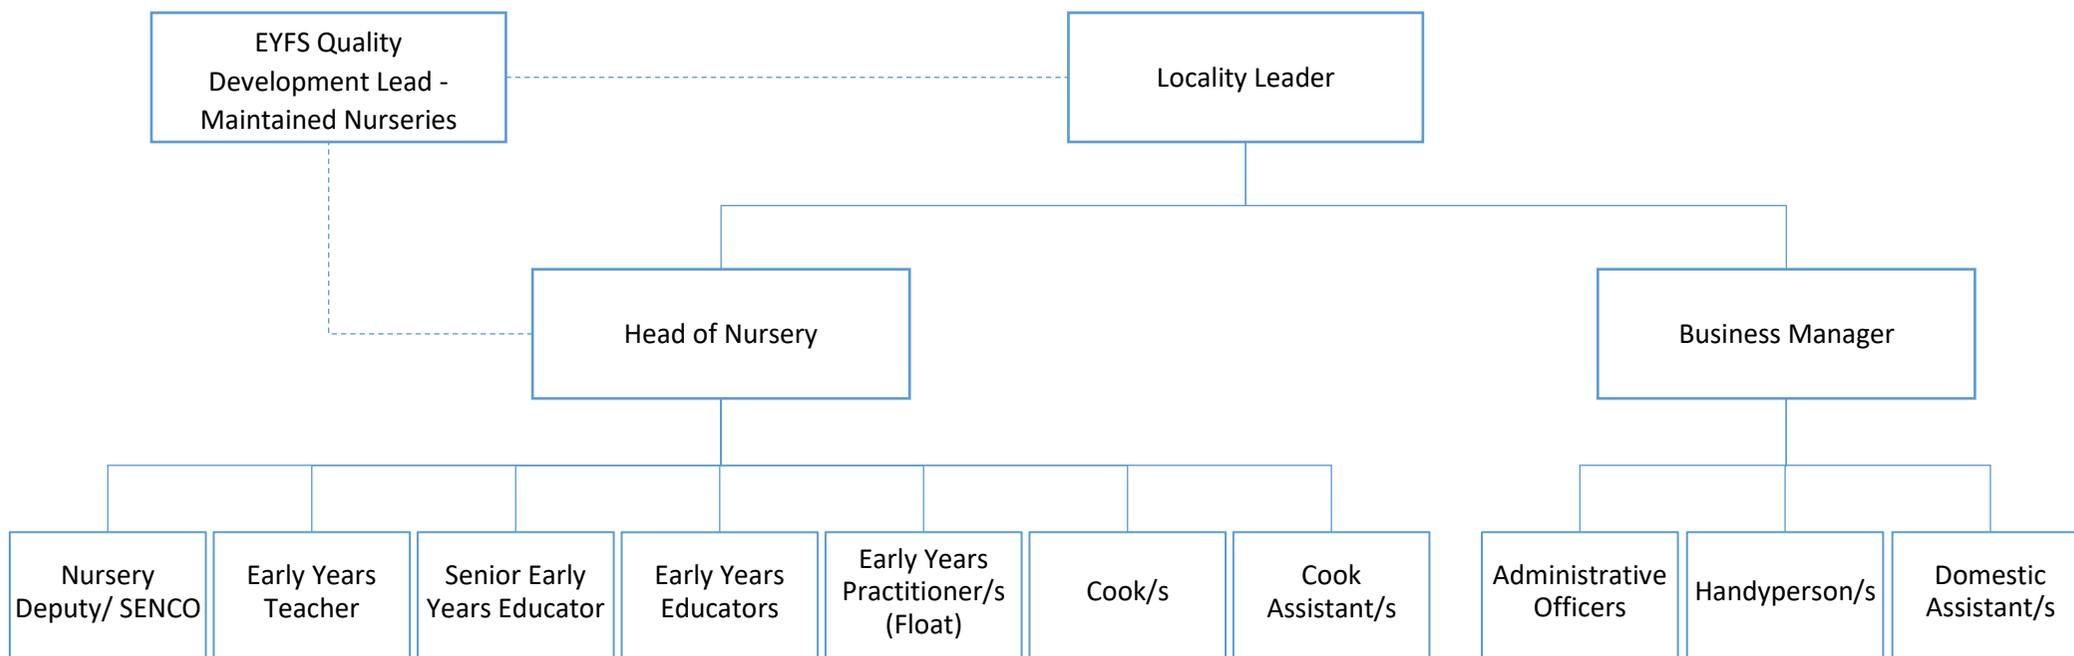 EYFS Quality
Development Lead -
Maintained Nurseries
Locality Leader
Head of Nursery
Business Manager
Nursery
Deputy/ SENCO
Early Years
Teacher
Senior Early
Years Educator
Early Years
Educators
Early Years
Practitioner/s
(Float)
Cook/s
Cook
Assistant/s
Administrative
Officers
Handyperson/s
Domestic
Assistant/s